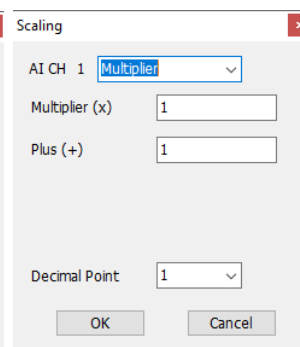 Scaling
AI CH 1 Multiplier
Multiplier (x) 1
Plus (+) 1
Decimal Point 1
OK Cancel